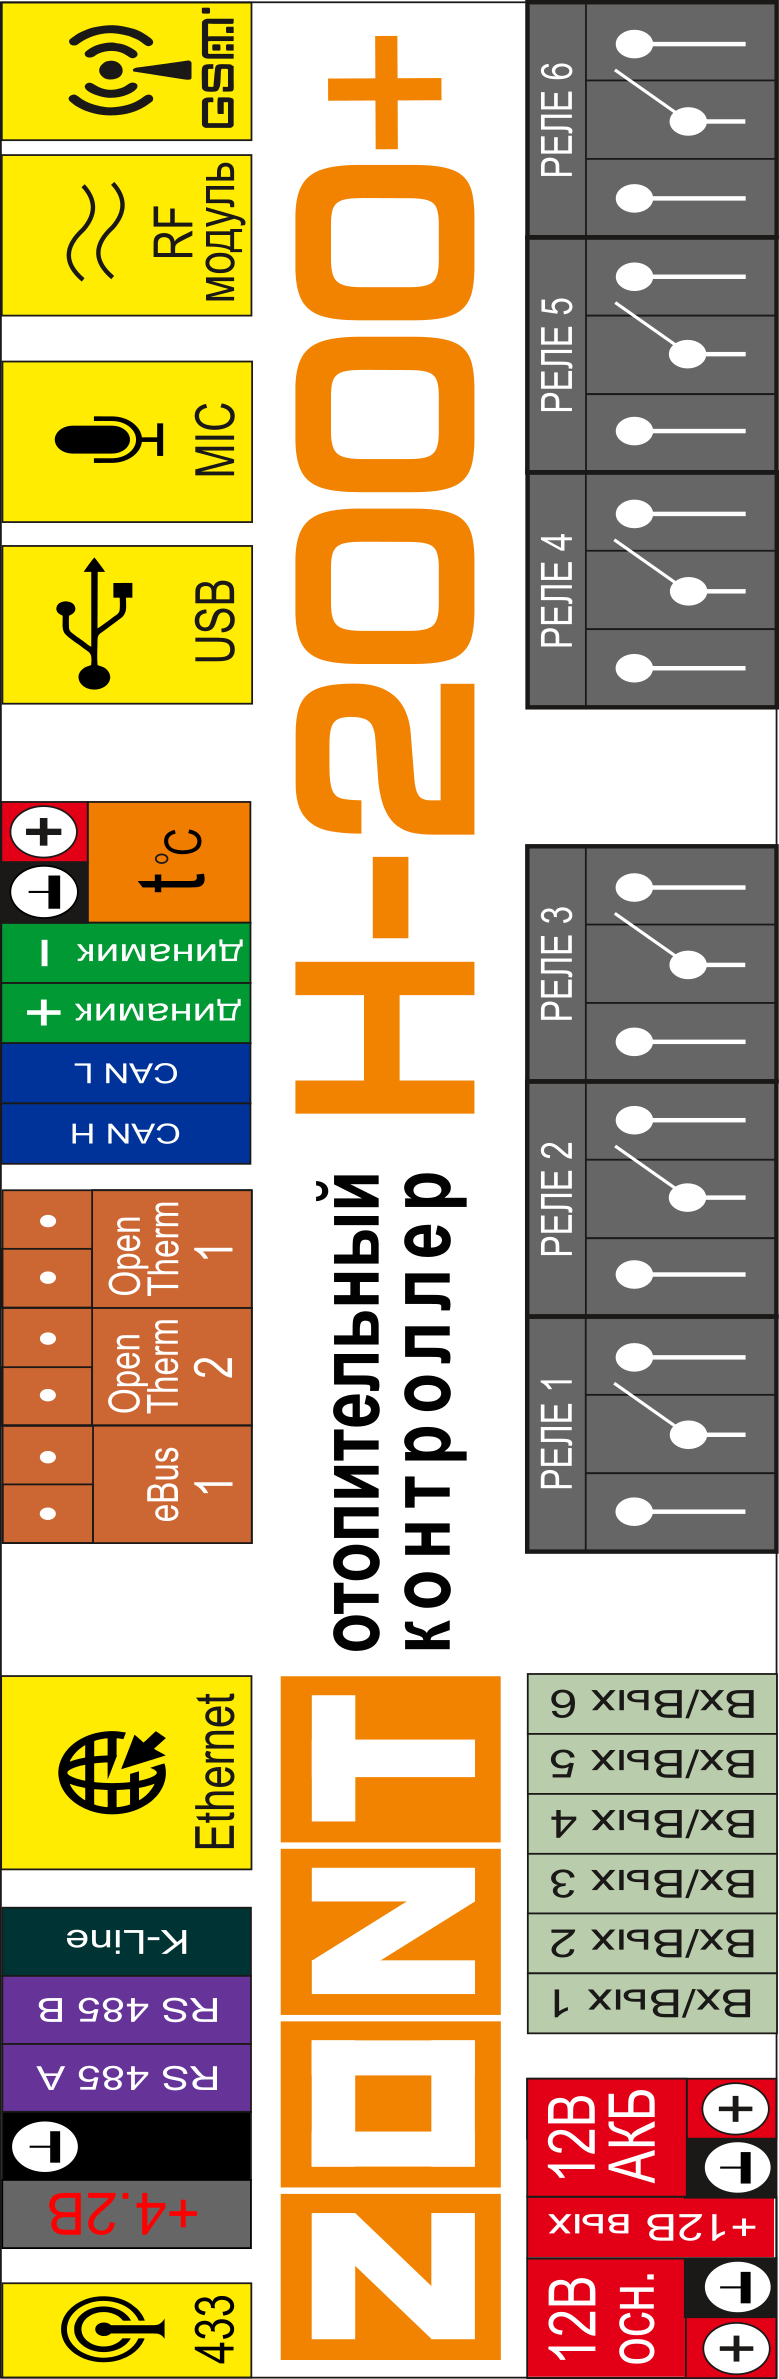 433
+4.2В
RS 485 A
RS 485 B
K-Line
Ethernet
eBus
1
Open
Therm
2
Open
Therm
1
CAN H
CAN L
динамик +
динамик –
t°C
+
USB
MIC
RF
модуль
GSM
ZONT
отопительный
контроллер
H-2000+
12В
осн.
+
+12В вых
12В
АКБ
+
Вх/Вых 1
Вх/Вых 2
Вх/Вых 3
Вх/Вых 4
Вх/Вых 5
Вх/Вых 6
РЕЛЕ 1
РЕЛЕ 2
РЕЛЕ 3
РЕЛЕ 4
РЕЛЕ 5
РЕЛЕ 6